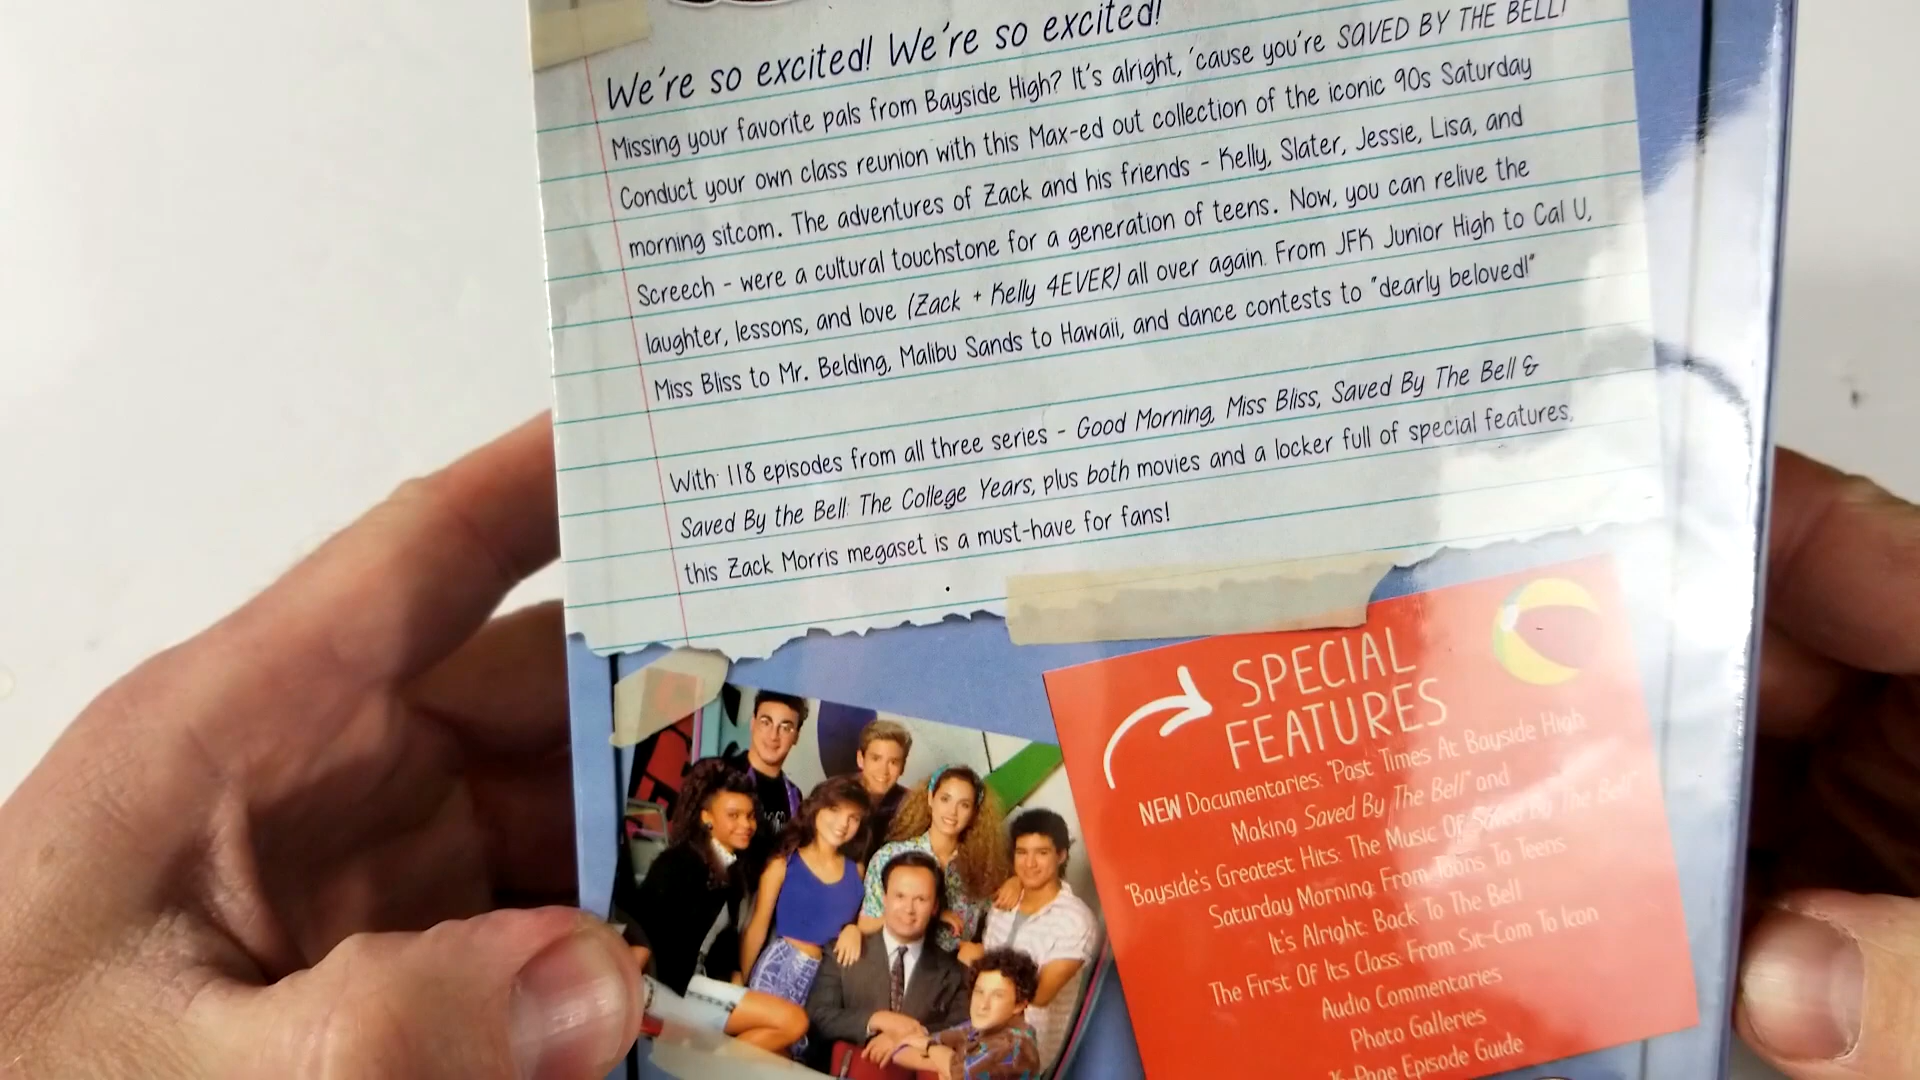 We're so excited! We're so excited!
Missing your favorite pals from Bayside High? It's alright, 'cause you're SAVED BY THE BELL!
Conduct your own class reunion with this Max-ed out collection of the iconic 90s Saturday
morning sitcom. The adventures of Zack and his friends - Kelly, Slater, Jessie, Lisa, and
Screech - were a cultural touchstone for a generation of teens. Now, you can relive the
laughter, lessons, and love (Zack + Kelly 4EVER) all over again. From JFK Junior High to Cal U,
Miss Bliss to Mr. Belding, Malibu Sands to Hawaii, and dance contests to "dearly beloved!"
With 118 episodes from all three series - Good Morning, Miss Bliss, Saved By The Bell &
Saved By the Bell: The College Years, plus both movies and a locker full of special features,
this Zack Morris megaset is a must-have for fans!
SPECIAL
FEATURES
NEW Documentaries: "Past Times At Bayside High:
Making Saved By The Bell" and
"Bayside's Greatest Hits: The Music Of Saved By The Bell"
Saturday Morning: From Toons To Teens
It's Alright: Back To The Bell
The First Of Its Class: From Sit-Com To Icon
Audio Commentaries
Photo Galleries
16-Page Episode Guide